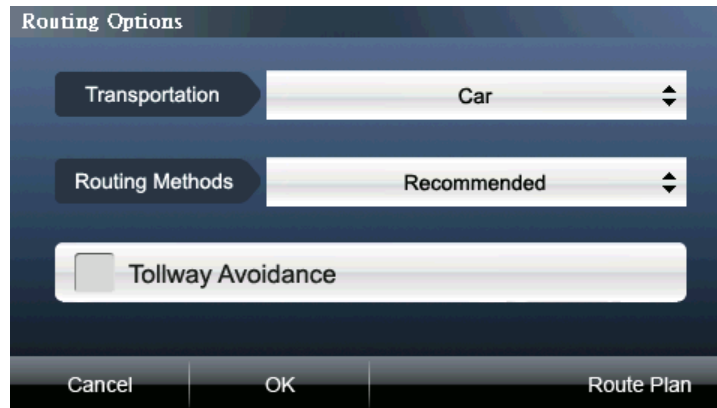 Routing Options
Transportation Car
Routing Methods Recommended
Tollway Avoidance
Cancel OK Route Plan